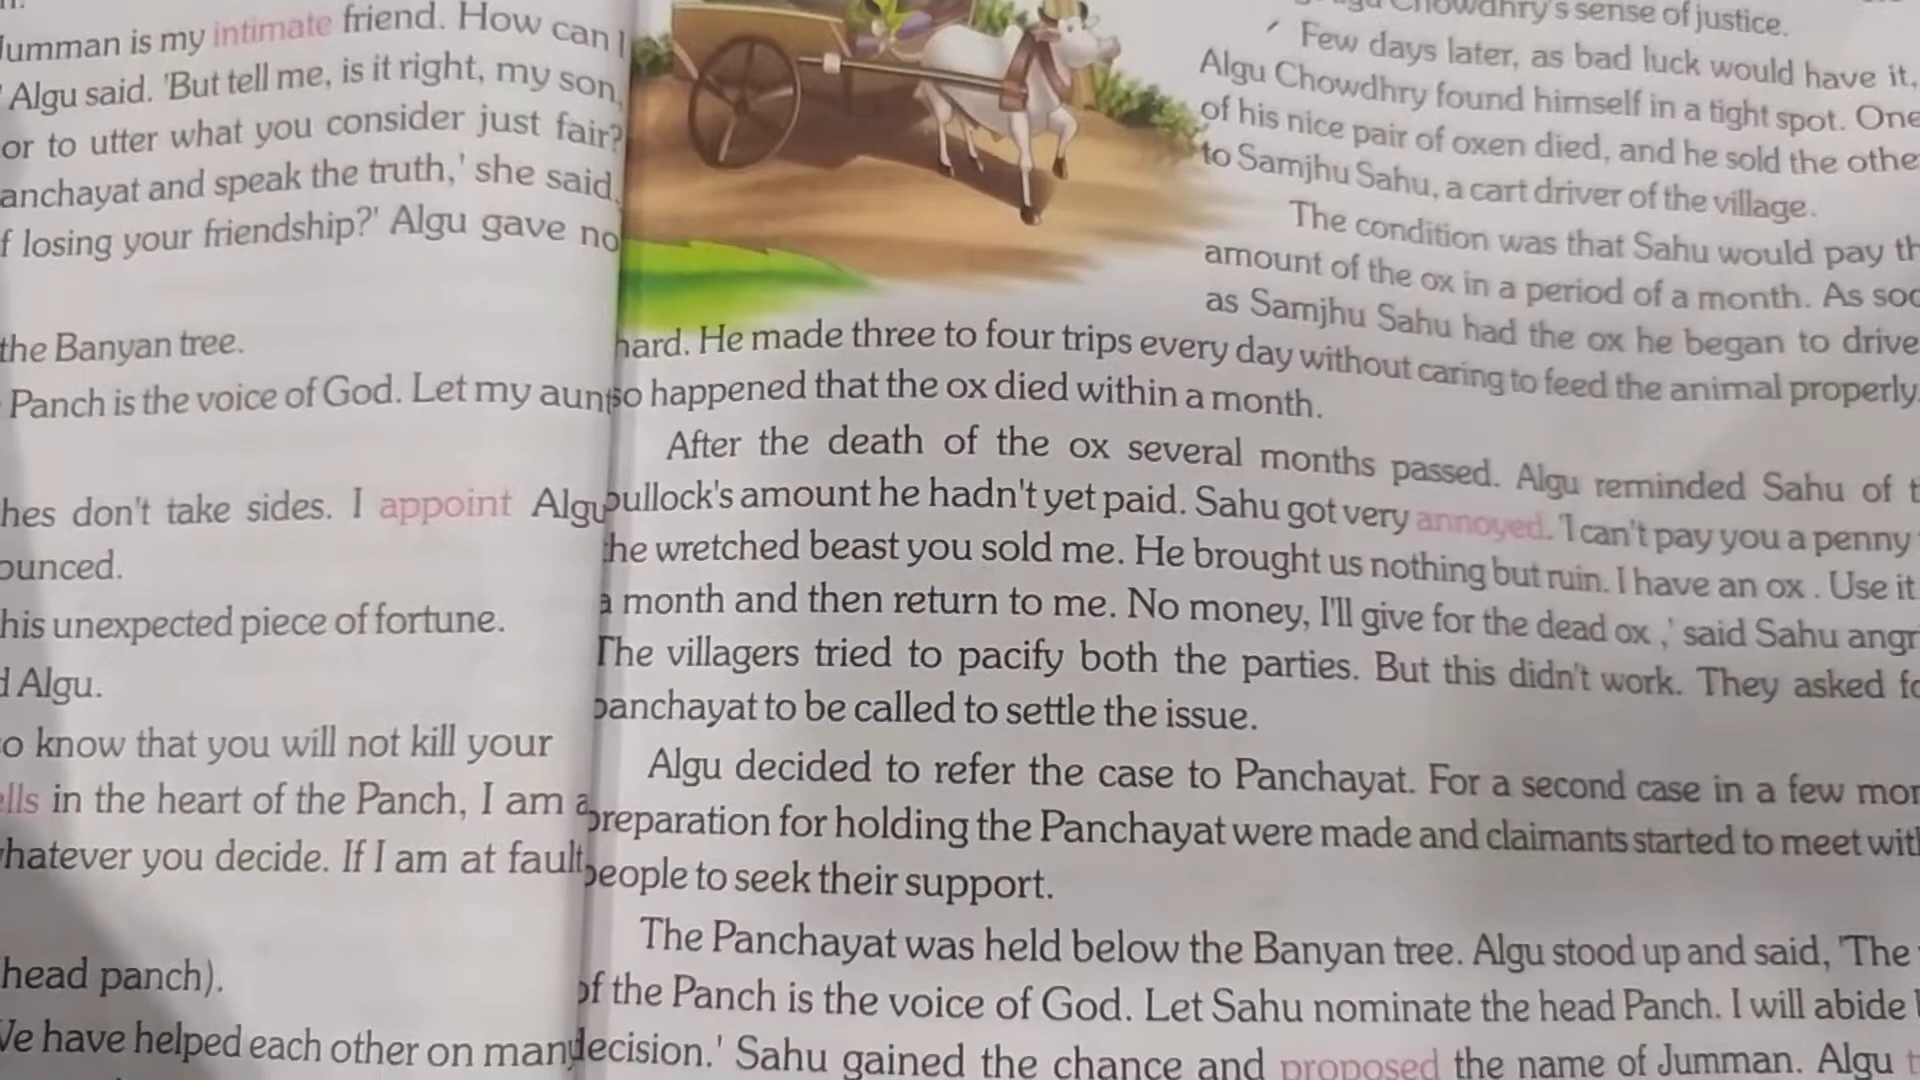 Jumman is my intimate friend. How can I
Algu said. 'But tell me, is it right, my son,
or to utter what you consider just fair?
anchayat and speak the truth,' she said.
f losing your friendship?' Algu gave no
the Banyan tree.
Panch is the voice of God. Let my aunt
hes don't take sides. I appoint Algu
ounced.
his unexpected piece of fortune.
d Algu.
o know that you will not kill your
ells in the heart of the Panch, I am a
hatever you decide. If I am at fault,
head panch).
We have helped each other on many
Chowdhry's sense of justice.
Few days later, as bad luck would have it,
Algu Chowdhry found himself in a tight spot. One
of his nice pair of oxen died, and he sold the othe
to Samjhu Sahu, a cart driver of the village.
The condition was that Sahu would pay th
amount of the ox in a period of a month. As soo
as Samjhu Sahu had the ox he began to drive
hard. He made three to four trips every day without caring to feed the animal properly.
so happened that the ox died within a month.
After the death of the ox several months passed. Algu reminded Sahu of t
bullock's amount he hadn't yet paid. Sahu got very annoyed. 'I can't pay you a penny
the wretched beast you sold me. He brought us nothing but ruin. I have an ox . Use it
a month and then return to me. No money, I'll give for the dead ox ,' said Sahu angr
The villagers tried to pacify both the parties. But this didn't work. They asked fo
panchayat to be called to settle the issue.
Algu decided to refer the case to Panchayat. For a second case in a few mon
preparation for holding the Panchayat were made and claimants started to meet with
people to seek their support.
The Panchayat was held below the Banyan tree. Algu stood up and said, 'The
of the Panch is the voice of God. Let Sahu nominate the head Panch. I will abide
decision.' Sahu gained the chance and proposed the name of Jumman. Algu